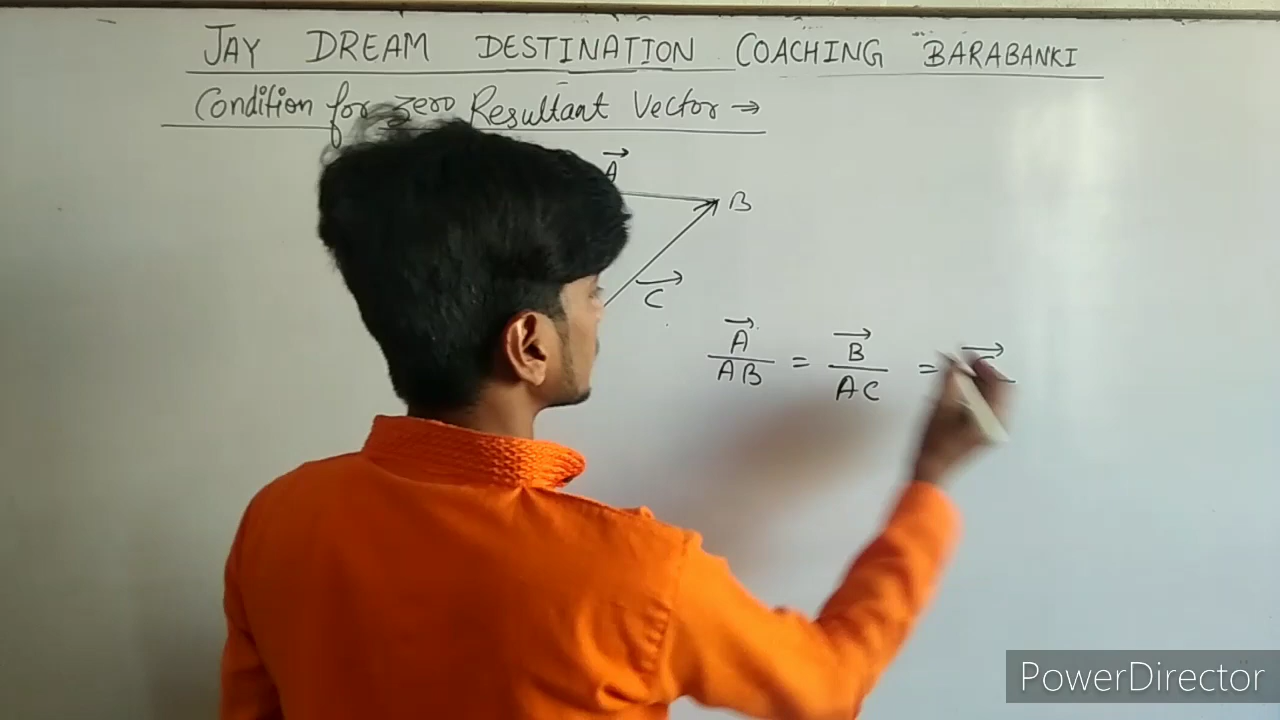 JAY DREAM DESTINATION COACHING BARABANKI
Condition for zero Resultant Vector ⇒
A
B
C
A/AB = B/AC =
PowerDirector